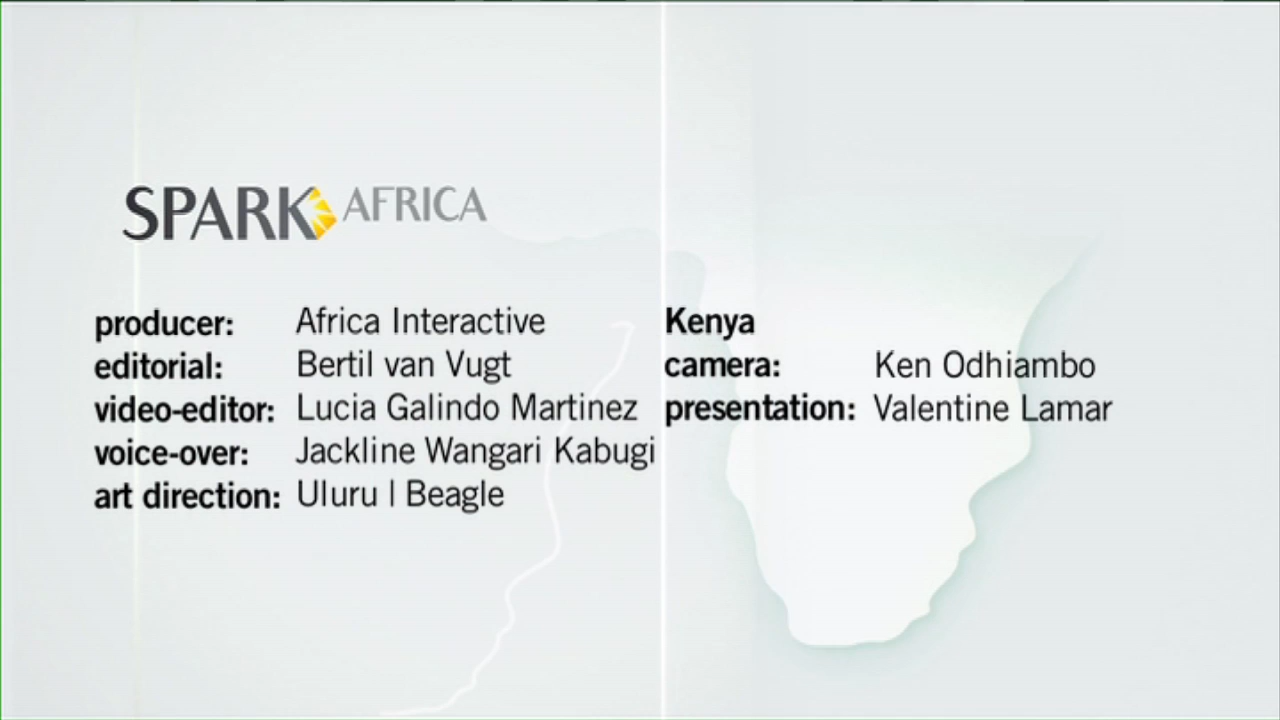 SPARK AFRICA
producer: Africa Interactive
editorial: Bertil van Vugt
video-editor: Lucia Galindo Martinez
voice-over: Jackline Wangari Kabugi
art direction: Uluru | Beagle
Kenya
camera: Ken Odhiambo
presentation: Valentine Lamar